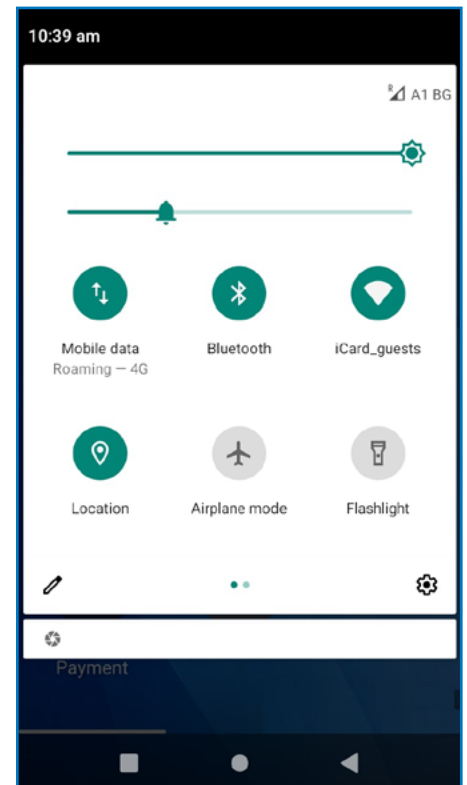 10:39 am
R A1 BG
Mobile data Bluetooth iCard_guests
Roaming — 4G
Location Airplane mode Flashlight
Payment